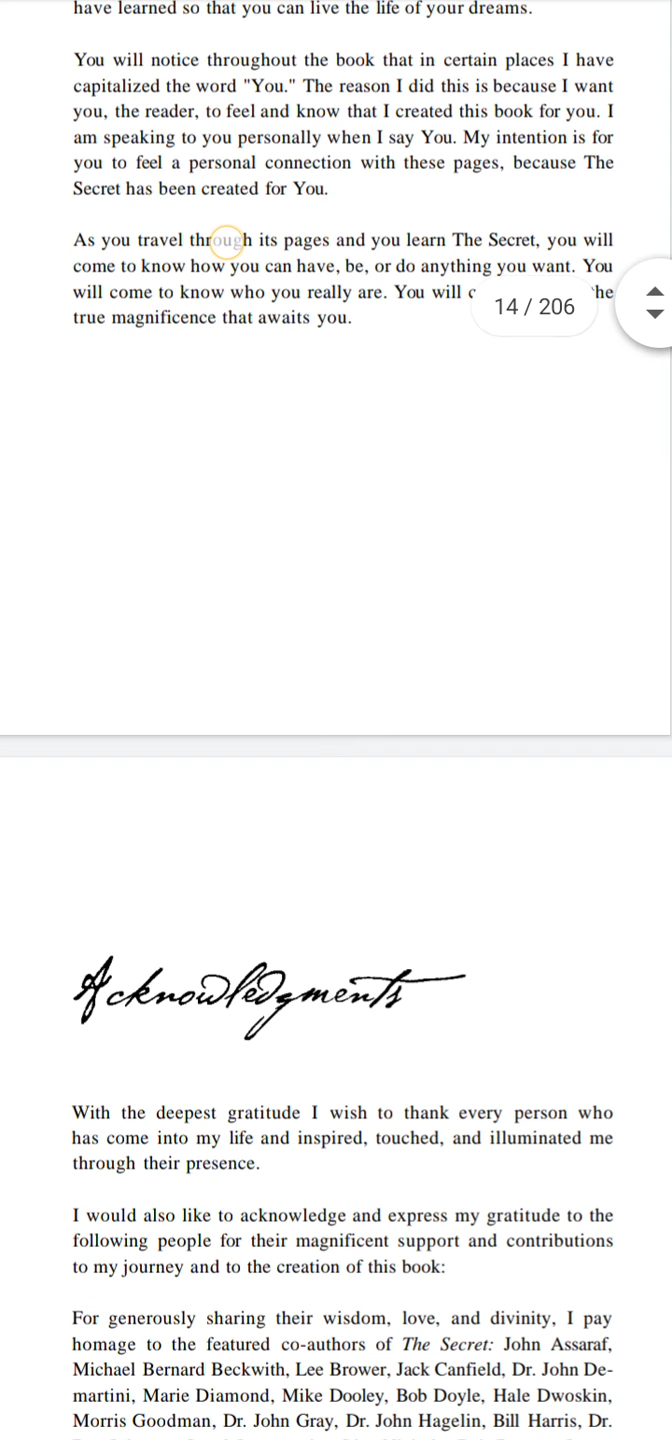 have learned so that you can live the life of your dreams.
You will notice throughout the book that in certain places I have
capitalized the word "You." The reason I did this is because I want
you, the reader, to feel and know that I created this book for you. I
am speaking to you personally when I say You. My intention is for
you to feel a personal connection with these pages, because The
Secret has been created for You.
As you travel through its pages and you learn The Secret, you will
come to know how you can have, be, or do anything you want. You
will come to know who you really are. You will
14 / 206
true magnificence that awaits you.
Acknowledgments
With the deepest gratitude I wish to thank every person who
has come into my life and inspired, touched, and illuminated me
through their presence.
I would also like to acknowledge and express my gratitude to the
following people for their magnificent support and contributions
to my journey and to the creation of this book:
For generously sharing their wisdom, love, and divinity, I pay
homage to the featured co-authors of The Secret: John Assaraf,
Michael Bernard Beckwith, Lee Brower, Jack Canfield, Dr. John De-
martini, Marie Diamond, Mike Dooley, Bob Doyle, Hale Dwoskin,
Morris Goodman, Dr. John Gray, Dr. John Hagelin, Bill Harris, Dr.